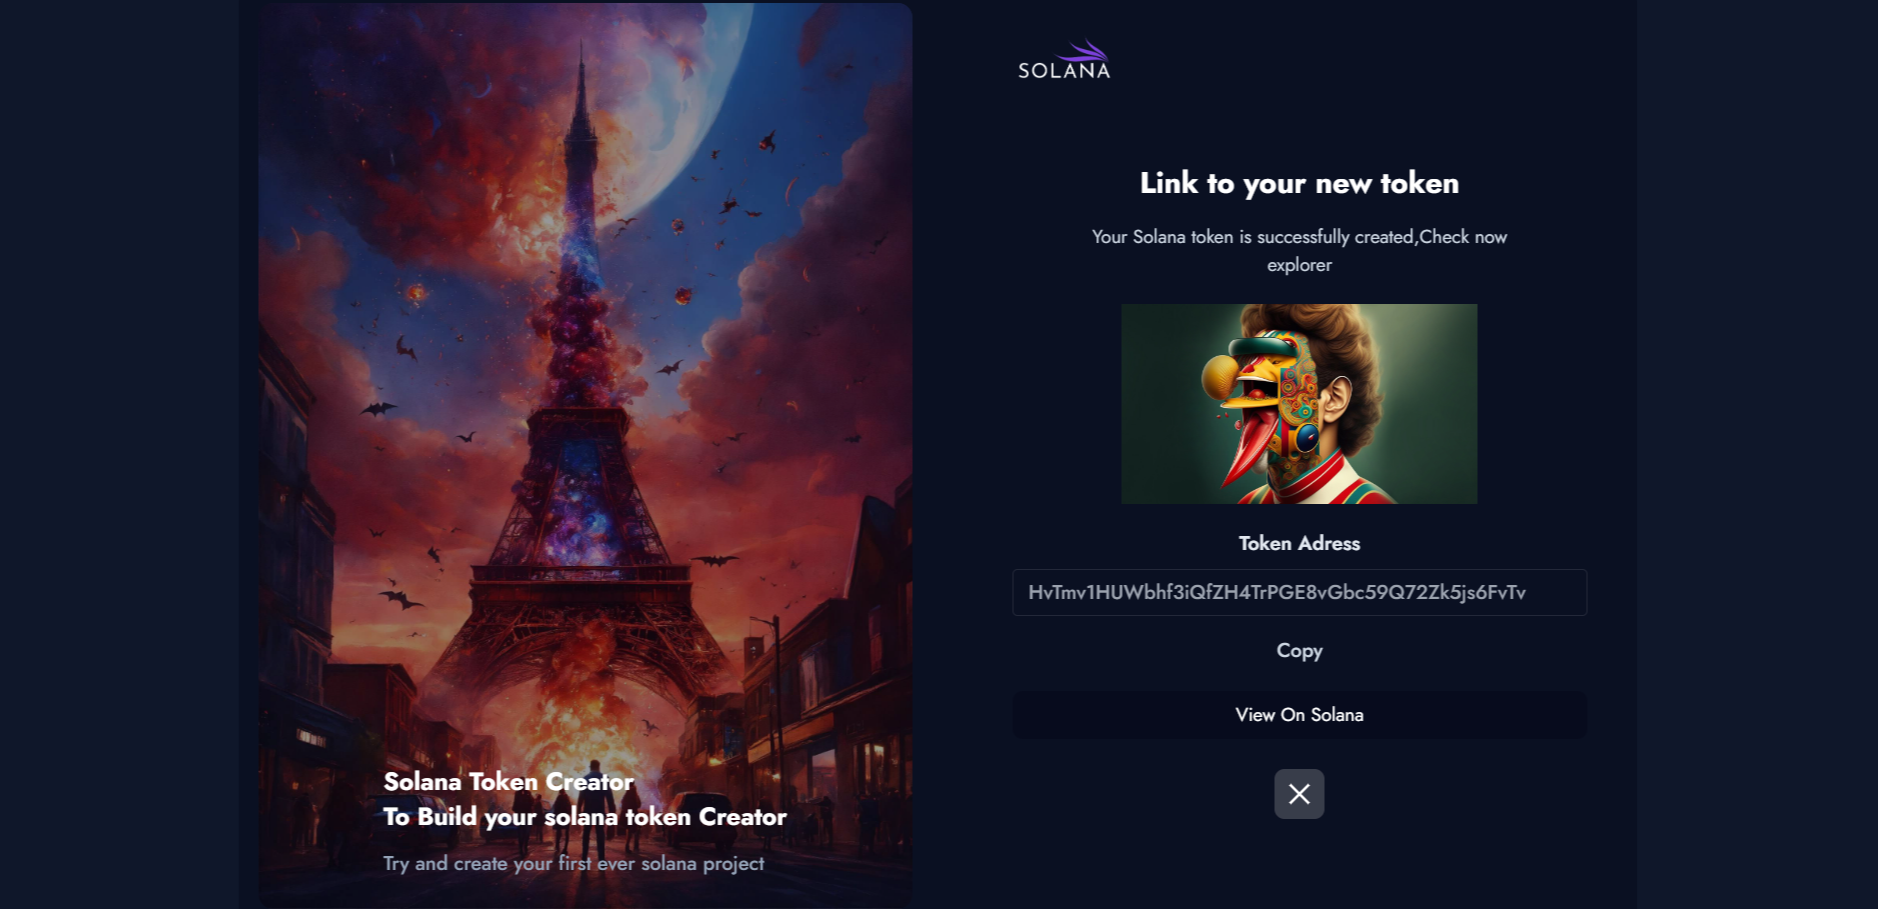 SOLANA
Link to your new token
Your Solana token is successfully created,Check now
explorer
Token Adress
HvTmv1HUWbhf3iQfZH4TrPGE8vGbc59Q72Zk5js6FvTv
Copy
View On Solana
Solana Token Creator
To Build your solana token Creator
Try and create your first ever solana project